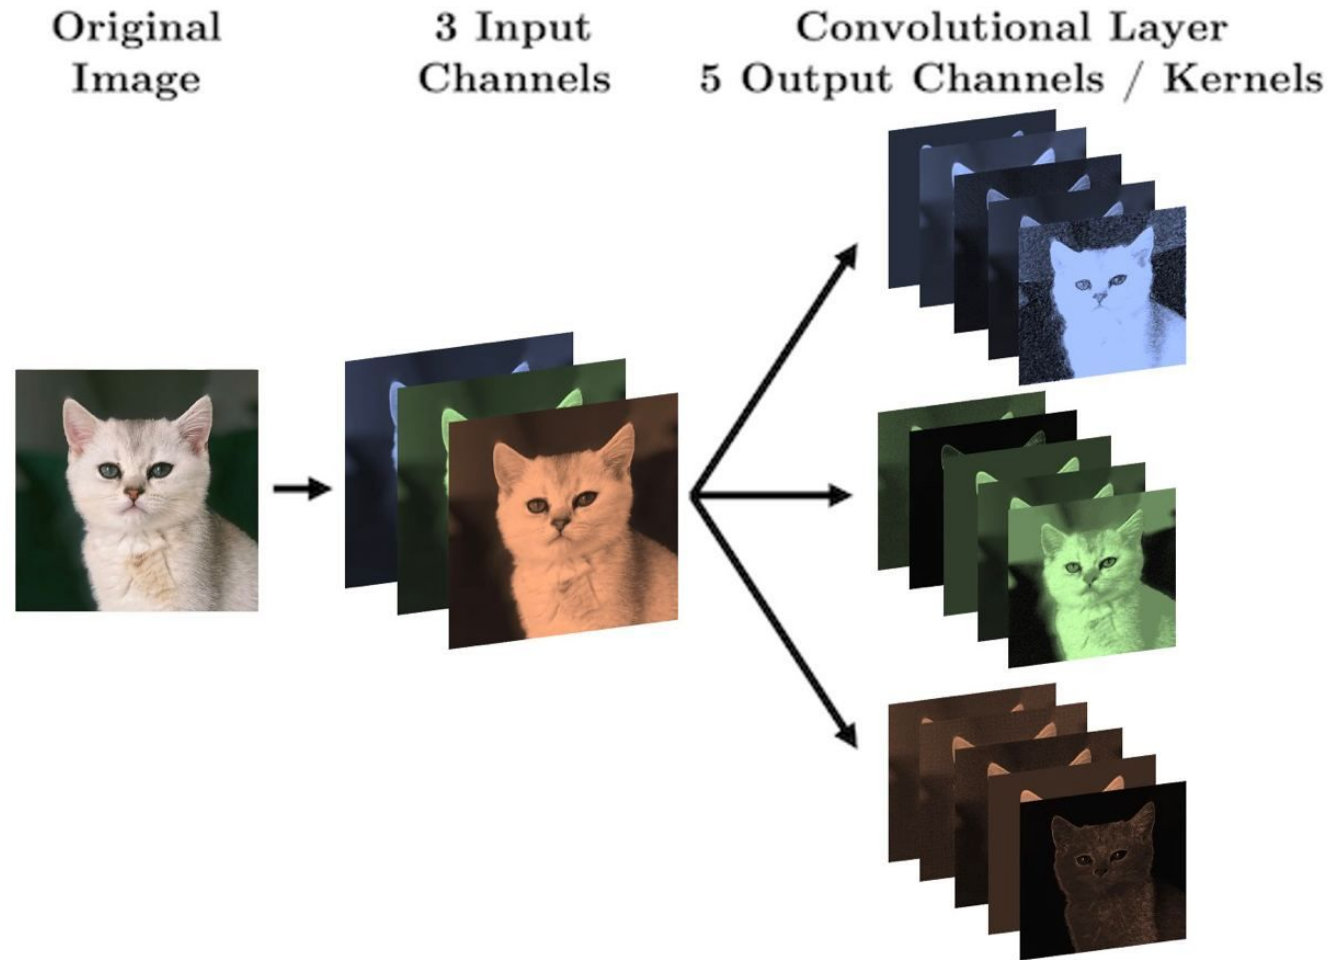 Original
Image
3 Input
Channels
Convolutional Layer
5 Output Channels / Kernels